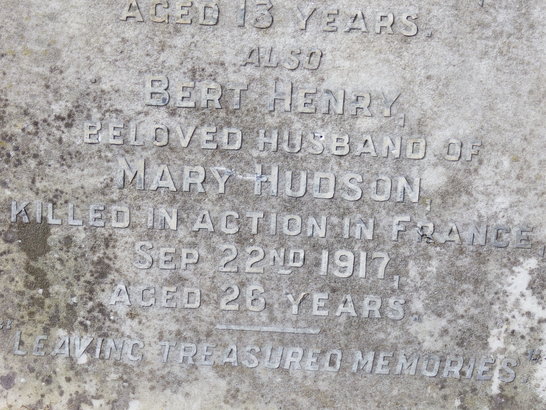 AGED 13 YEARS.
ALSO
BERT HENRY,
BELOVED HUSBAND OF
MARY HUDSON,
KILLED IN ACTION IN FRANCE,
SEP 22ND 1917,
AGED 26 YEARS.
"LEAVING TREASURED MEMORIES."